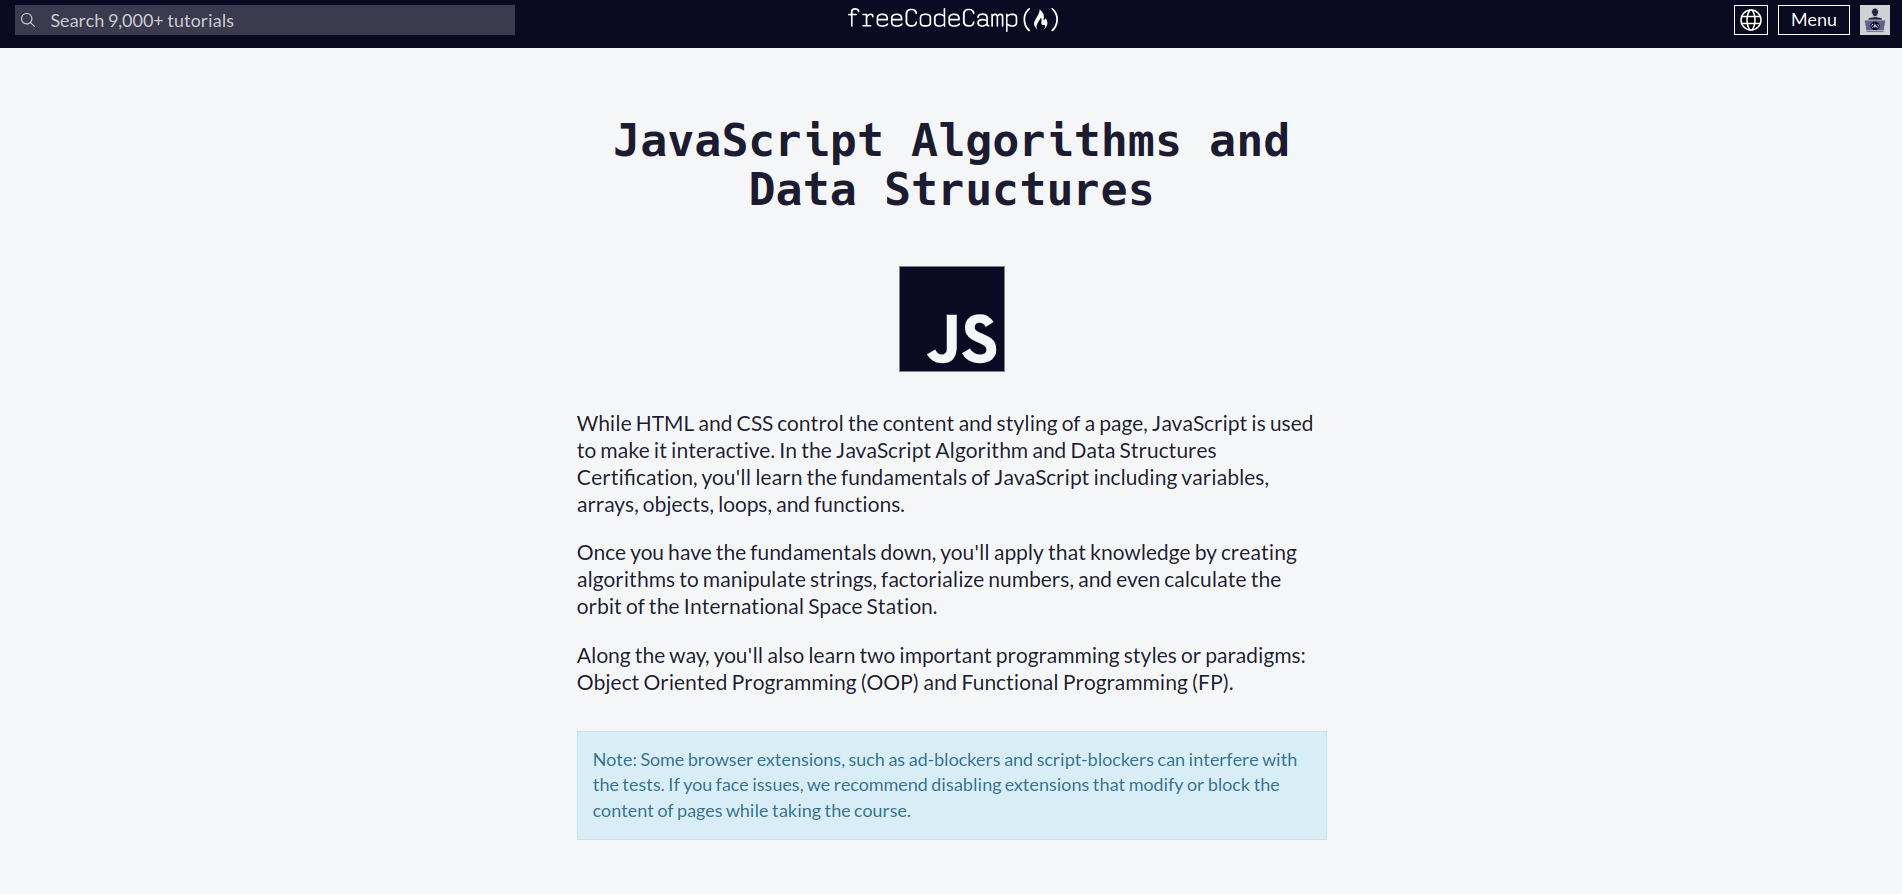 Search 9,000+ tutorials
freeCodeCamp(🔥)
Menu
JavaScript Algorithms and
Data Structures
JS
While HTML and CSS control the content and styling of a page, JavaScript is used
to make it interactive. In the JavaScript Algorithm and Data Structures
Certification, you'll learn the fundamentals of JavaScript including variables,
arrays, objects, loops, and functions.
Once you have the fundamentals down, you'll apply that knowledge by creating
algorithms to manipulate strings, factorialize numbers, and even calculate the
orbit of the International Space Station.
Along the way, you'll also learn two important programming styles or paradigms:
Object Oriented Programming (OOP) and Functional Programming (FP).
Note: Some browser extensions, such as ad-blockers and script-blockers can interfere with
the tests. If you face issues, we recommend disabling extensions that modify or block the
content of pages while taking the course.